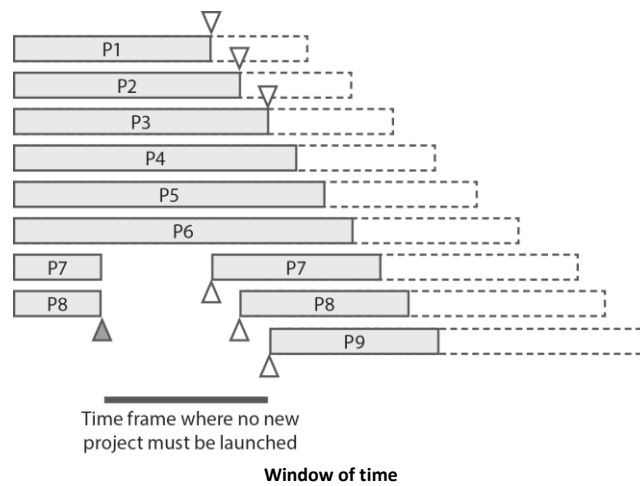 P1
P2
P3
P4
P5
P6
P7 P7
P8 P8
P9
Time frame where no new
project must be launched
Window of time